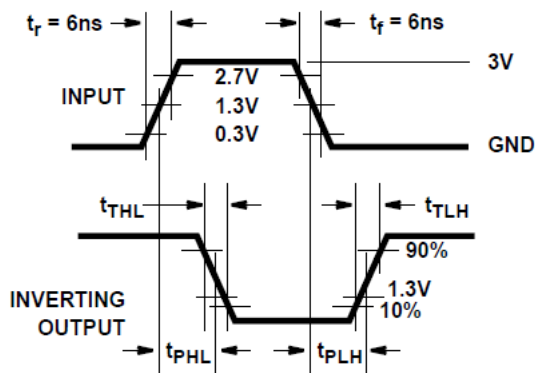 tr = 6ns
tf = 6ns
3V
2.7V
INPUT
1.3V
0.3V
GND
tTHL
tTLH
90%
INVERTING
OUTPUT
1.3V
10%
tPHL
tPLH